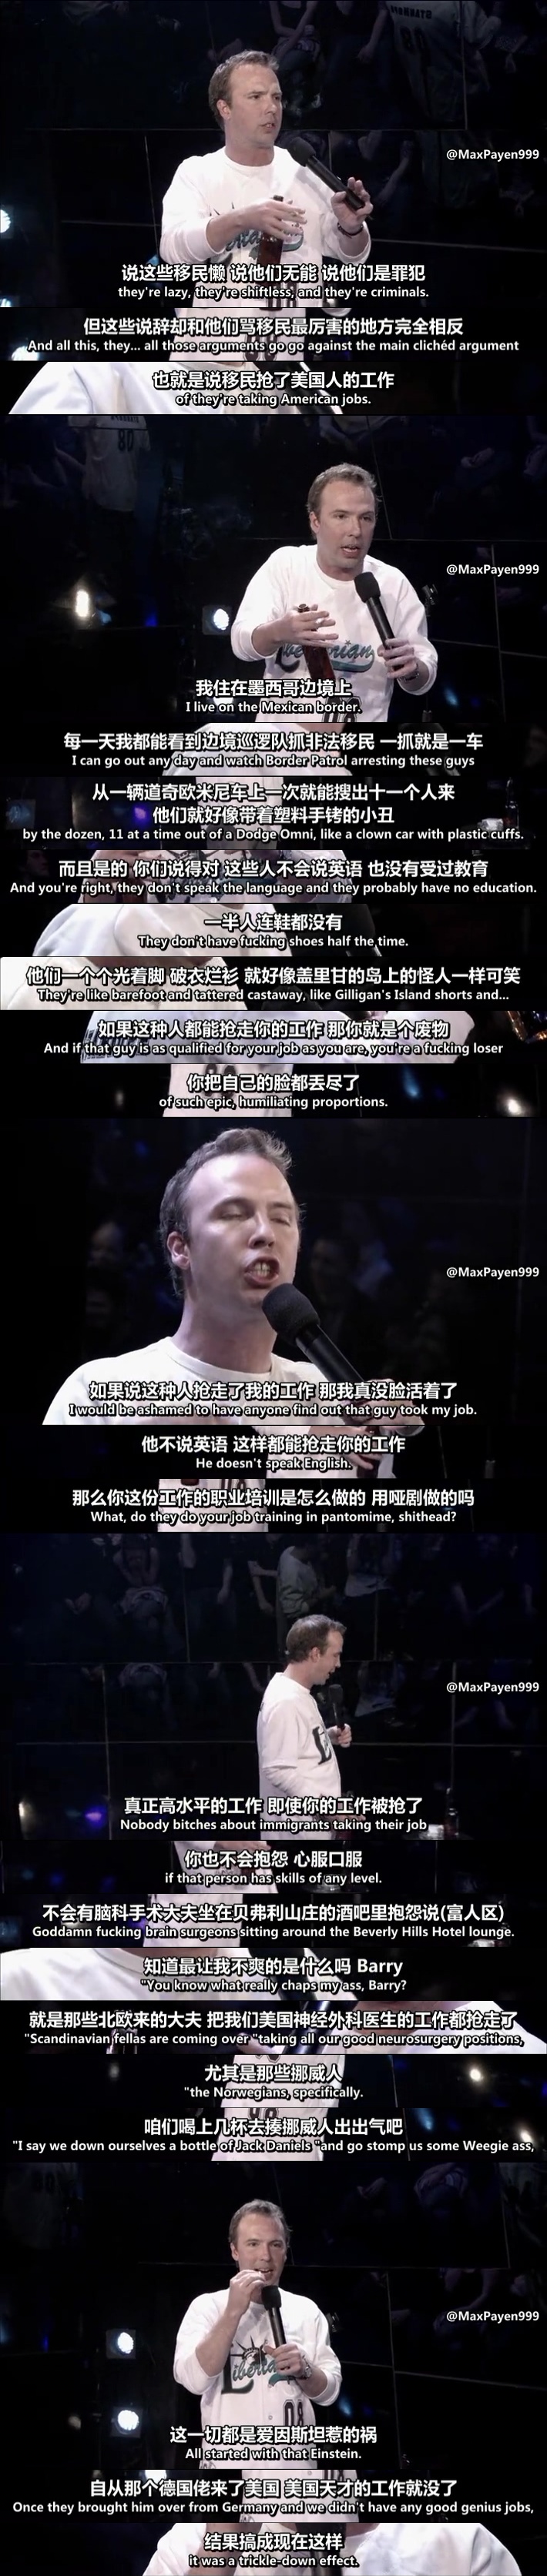 @MaxPayen999
说这些移民懒 说他们无能 说他们是罪犯
they're lazy, they're shiftless, and they're criminals.
但这些说辞却和他们骂移民最厉害的地方完全相反
And all this, they... all those arguments go go against the main clichéd argument
也就是说移民抢了美国人的工作
of they're taking American jobs.
@MaxPayen999
我住在墨西哥边境上
I live on the Mexican border.
每一天我都能看到边境巡逻队抓非法移民 一抓就是一车
I can go out any day and watch Border Patrol arresting these guys
从一辆道奇欧米尼车上一次就能搜出十一个人来
他们就好像带着塑料手铐的小丑
by the dozen, 11 at a time out of a Dodge Omni, like a clown car with plastic cuffs.
而且是的 你们说得对 这些人不会说英语 也没有受过教育
And you're right, they don't speak the language and they probably have no education.
一半人连鞋都没有
They don't have fucking shoes half the time.
他们一个个光着脚 破衣烂衫 就好像盖里甘的岛上的怪人一样可笑
They're like barefoot and tattered castaway, like Gilligan's Island shorts and...
如果这种人都能抢走你的工作 那你就是个废物
And if that guy is as qualified for your job as you are, you're a fucking loser
你把自己的脸都丢尽了
of such epic, humiliating proportions.
@MaxPayen999
如果说这种人抢走了我的工作 那我真没脸活着了
I would be ashamed to have anyone find out that guy took my job.
他不说英语 这样都能抢走你的工作
He doesn't speak English.
那么你这份工作的职业培训是怎么做的 用哑剧做的吗
What, do they do your job training in pantomime, shithead?
@MaxPayen999
真正高水平的工作 即使你的工作被抢了
Nobody bitches about immigrants taking their job
你也不会抱怨 心服口服
if that person has skills of any level.
不会有脑科手术大夫坐在贝弗利山庄的酒吧里抱怨说(富人区)
Goddamn fucking brain surgeons sitting around the Beverly Hills Hotel lounge.
知道最让我不爽的是什么吗 Barry
"You know what really chaps my ass, Barry?
就是那些北欧来的大夫 把我们美国神经外科医生的工作都抢走了
"Scandinavian fellas are coming over "taking all our good neurosurgery positions,
尤其是那些挪威人
"the Norwegians, specifically.
咱们喝上几杯去揍挪威人出出气吧
"I say we down ourselves a bottle of Jack Daniels "and go stomp us some Weegie ass,
@MaxPayen999
这一切都是爱因斯坦惹的祸
All started with that Einstein.
自从那个德国佬来了美国 美国天才的工作就没了
Once they brought him over from Germany and we didn't have any good genius jobs,
结果搞成现在这样
it was a trickle-down effect.